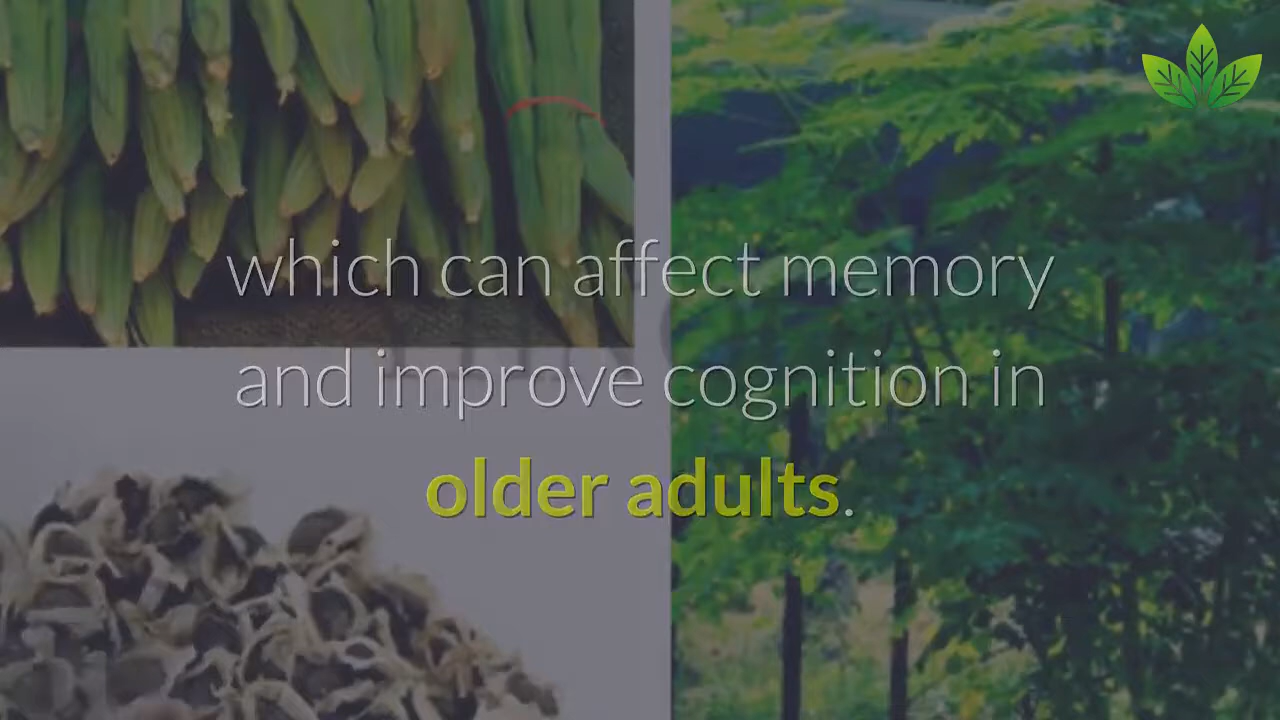 which can affect memory
and improve cognition in
older adults.